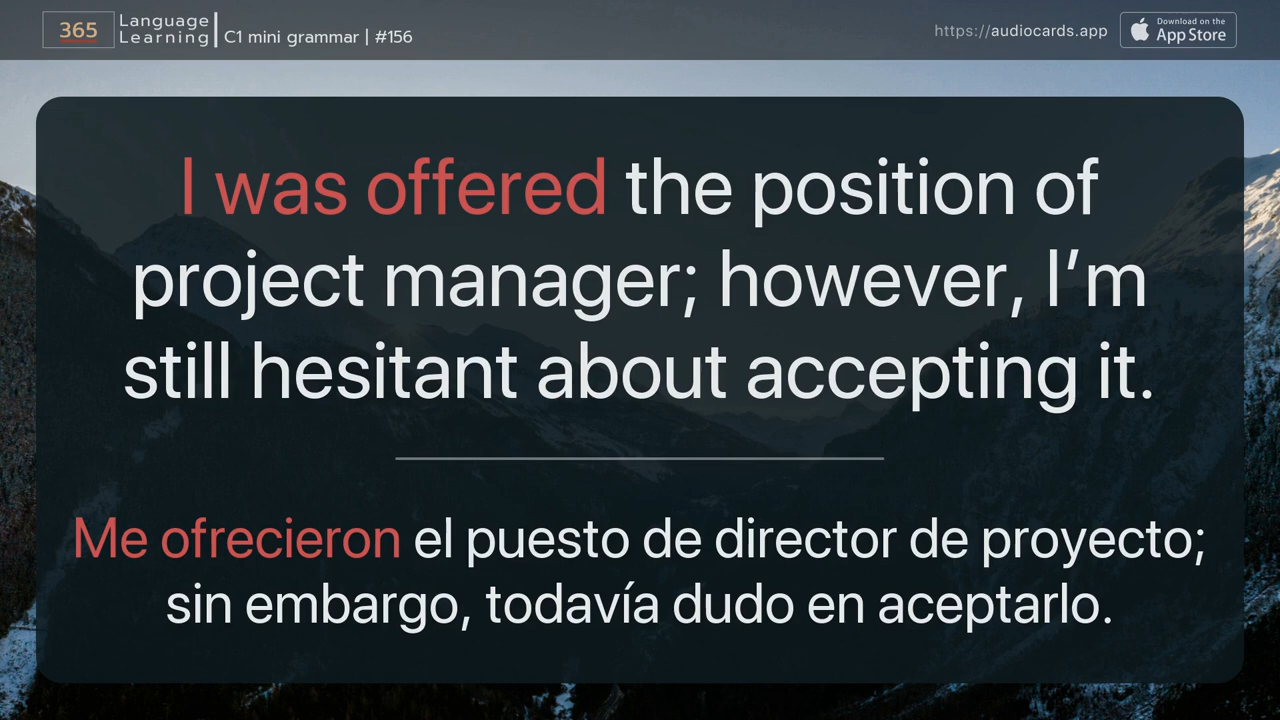 365
Language
Learning
C1 mini grammar | #156
https://audiocards.app
Download on the
App Store
I was offered the position of
project manager; however, I’m
still hesitant about accepting it.
Me ofrecieron el puesto de director de proyecto;
sin embargo, todavía dudo en aceptarlo.